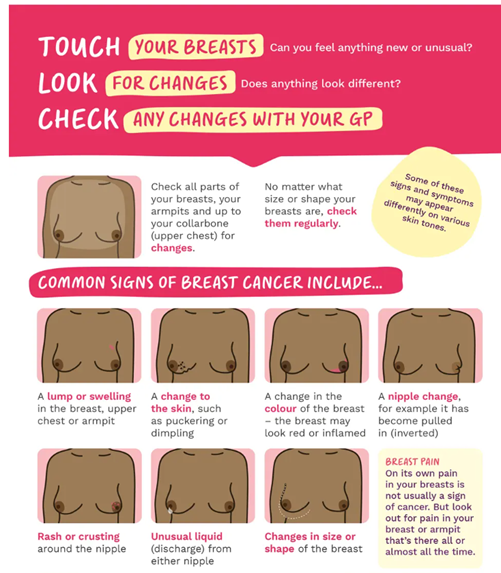 TOUCH YOUR BREASTS Can you feel anything new or unusual?
LOOK FOR CHANGES Does anything look different?
CHECK ANY CHANGES WITH YOUR GP
Check all parts of
your breasts, your
armpits and up to
your collarbone
(upper chest) for
changes.
No matter what
size or shape your
breasts are, check
them regularly.
Some of these
signs and symptoms
may appear
differently on various
skin tones.
COMMON SIGNS OF BREAST CANCER INCLUDE...
A lump or swelling
in the breast, upper
chest or armpit
A change to
the skin, such
as puckering or
dimpling
A change in the
colour of the breast
– the breast may
look red or inflamed
A nipple change,
for example it has
become pulled
in (inverted)
Rash or crusting
around the nipple
Unusual liquid
(discharge) from
either nipple
Changes in size or
shape of the breast
BREAST PAIN
On its own pain
in your breasts is
not usually a sign
of cancer. But look
out for pain in your
breast or armpit
that's there all or
almost all the time.